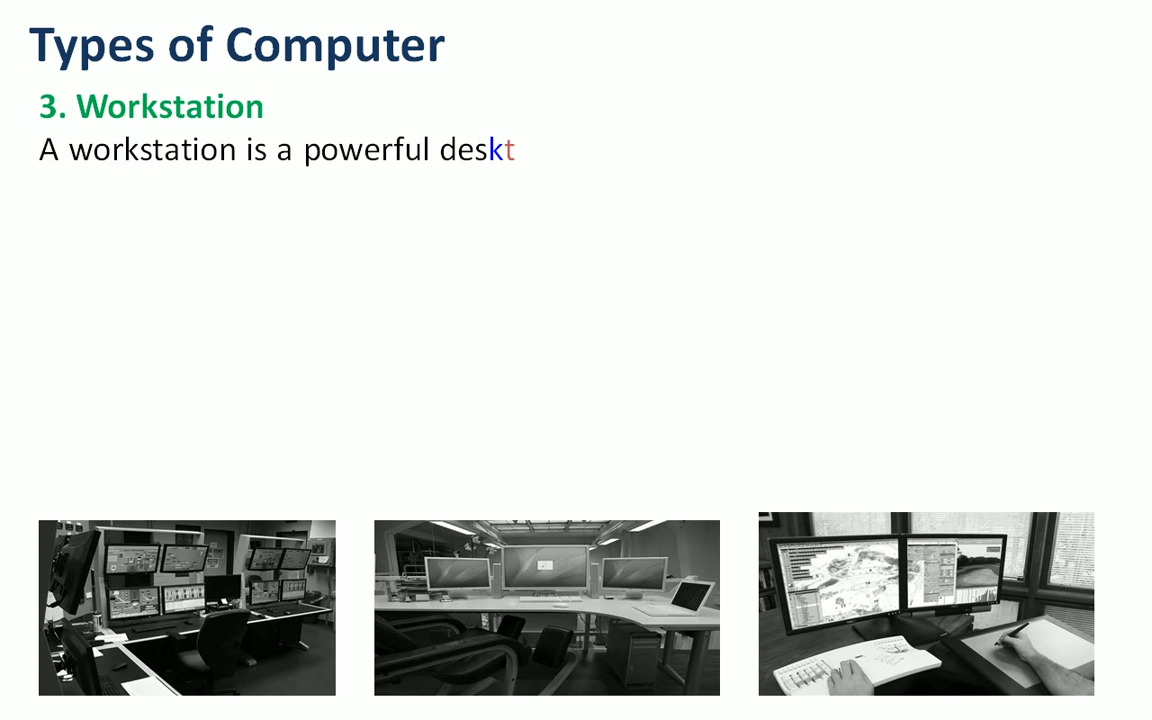 Types of Computer
3. Workstation
A workstation is a powerful deskt